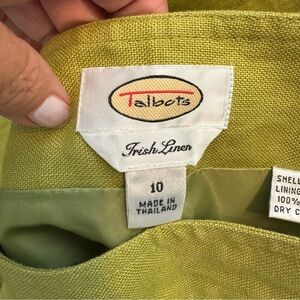 Talbots
Irish Linen
10
MADE IN
THAILAND
SHELL
LINING
100%
DRY C